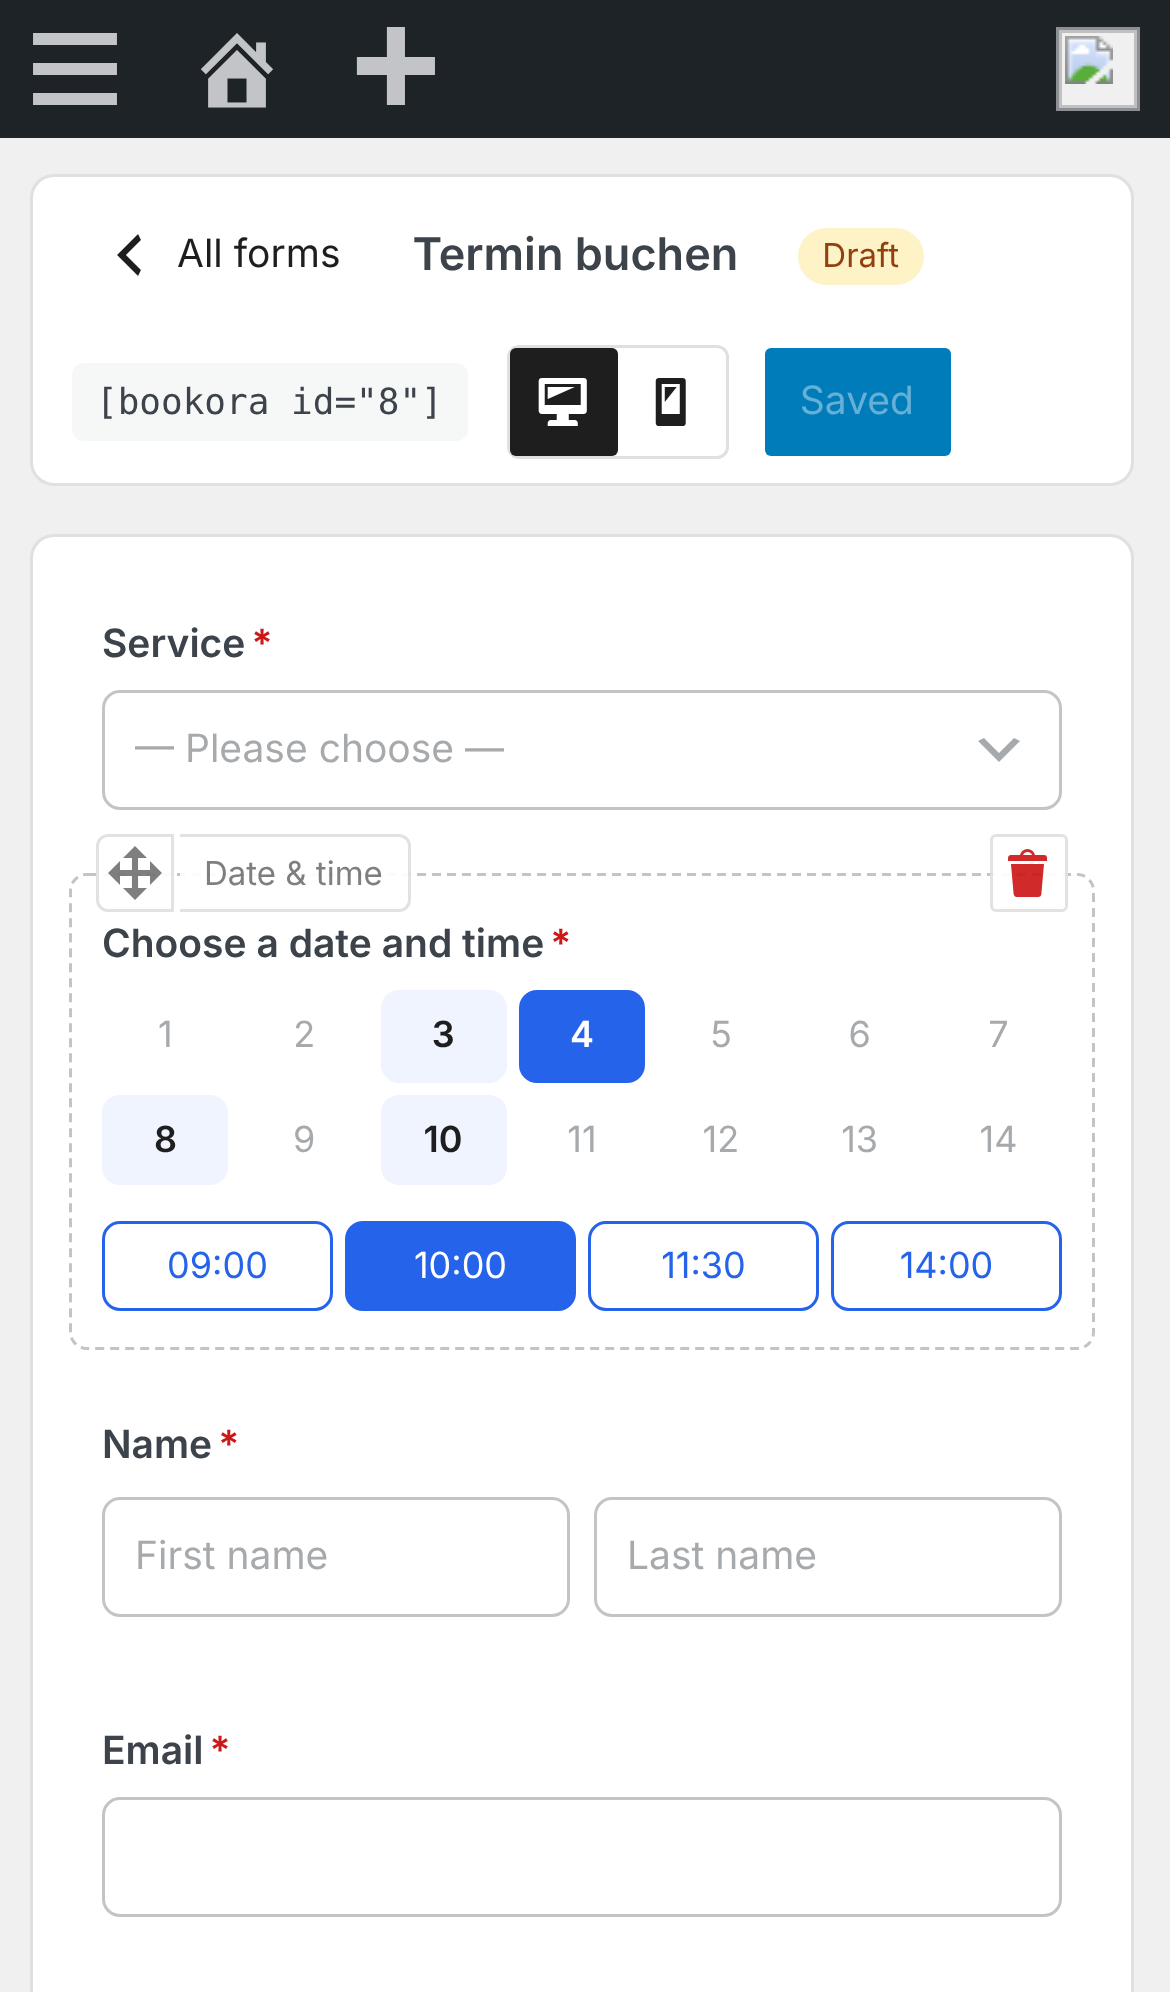 All forms Termin buchen Draft
[bookora id="8"] Saved
Service *
— Please choose —
Date & time
Choose a date and time *
1 2 3 4 5 6 7
8 9 10 11 12 13 14
09:00 10:00 11:30 14:00
Name *
First name Last name
Email *